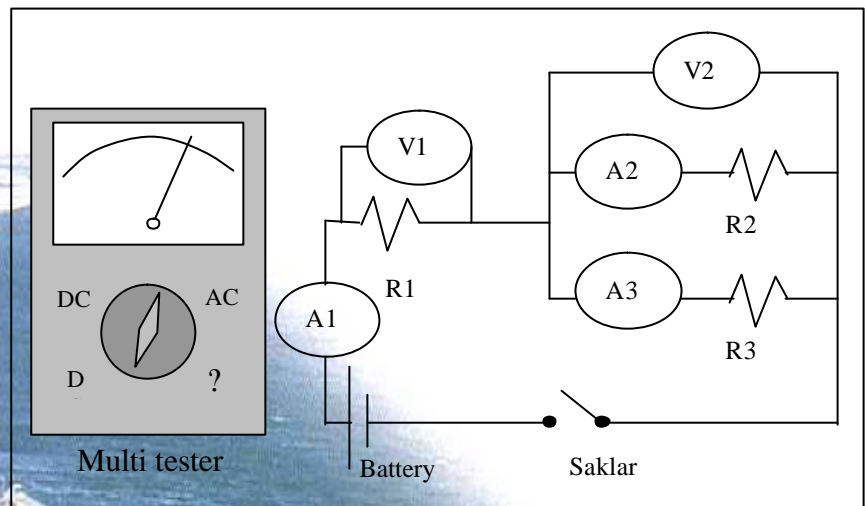 V2
V1
A2
R2
A3
R1
R3
A1
DC
AC
D
?
Multi tester
Battery
Saklar